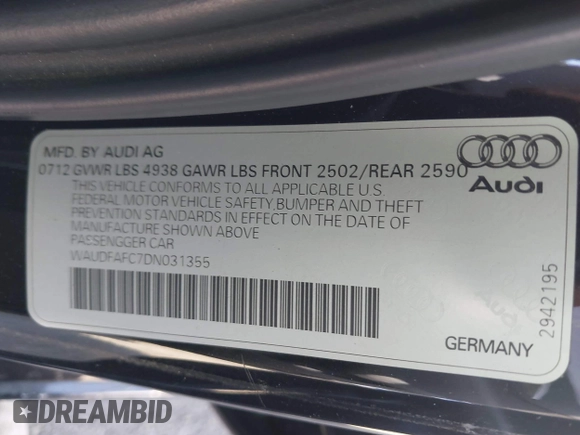 MFD. BY AUDI AG
0712 GVWR LBS 4938 GAWR LBS FRONT 2502/REAR 2590
THIS VEHICLE CONFORMS TO ALL APPLICABLE U.S.
FEDERAL MOTOR VEHICLE SAFETY,BUMPER AND THEFT
PREVENTION STANDARDS IN EFFECT ON THE DATE OF
MANUFACTURE SHOWN ABOVE
PASSENGGER CAR
WAUDFAFC7DN031355
Audi
2942195
GERMANY
DREAMBID